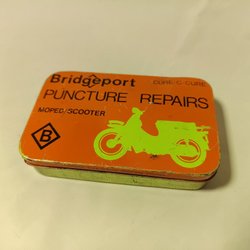 Bridgeport CURE-C-CURE
PUNCTURE REPAIRS
MOPED/SCOOTER
B